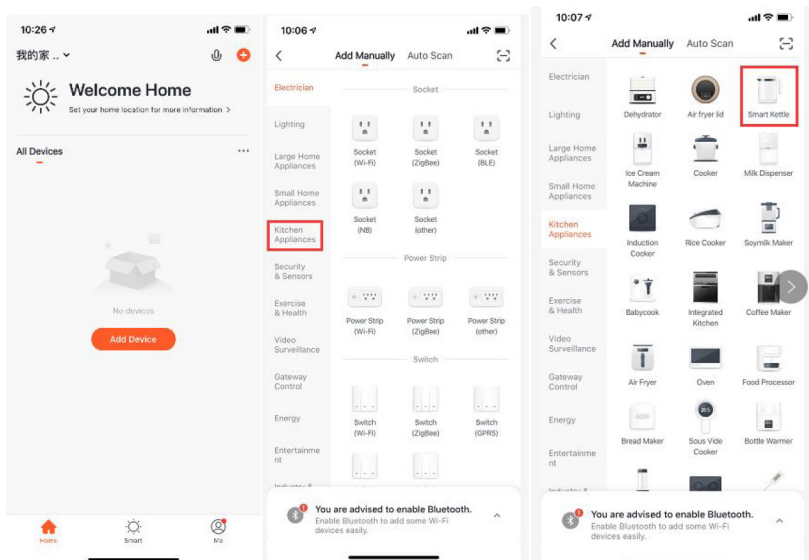 10:26
我的家 ..
Welcome Home
Set your home location for more information >
All Devices
No devices
Add Device
Home
Smart
Me
10:06
Add Manually Auto Scan
Electrician
Lighting
Large Home
Appliances
Small Home
Appliances
Kitchen
Appliances
Security
& Sensors
Exercise
& Health
Video
Surveillance
Gateway
Control
Energy
Entertainme
nt
Socket
Socket
(Wi-Fi)
Socket
(ZigBee)
Socket
(BLE)
Socket
(NB)
Socket
(other)
Power Strip
Power Strip
(Wi-Fi)
Power Strip
(ZigBee)
Power Strip
(other)
Switch
Switch
(Wi-Fi)
Switch
(ZigBee)
Switch
(GPRS)
You are advised to enable Bluetooth.
Enable Bluetooth to add some Wi-Fi
devices easily.
10:07
Add Manually Auto Scan
Electrician
Lighting
Large Home
Appliances
Small Home
Appliances
Kitchen
Appliances
Security
& Sensors
Exercise
& Health
Video
Surveillance
Gateway
Control
Energy
Entertainme
nt
Dehydrator
Air fryer lid
Smart Kettle
Ice Cream
Machine
Cooker
Milk Dispenser
Induction
Cooker
Rice Cooker
Soymilk Maker
Babycook
Integrated
Kitchen
Coffee Maker
Air Fryer
Oven
Food Processor
Bread Maker
Sous Vide
Cooker
Bottle Warmer
You are advised to enable Bluetooth.
Enable Bluetooth to add some Wi-Fi
devices easily.